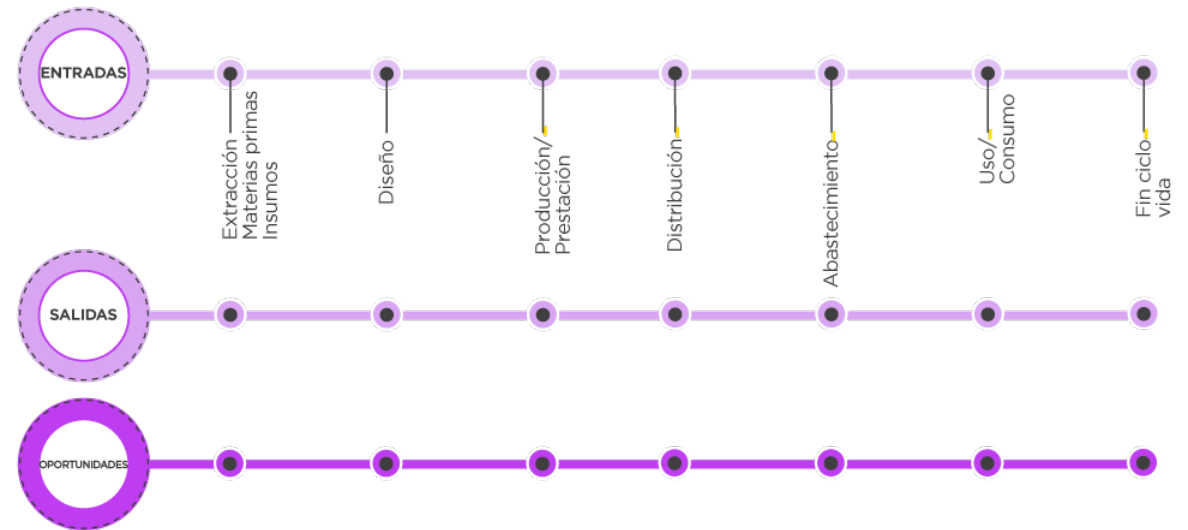 ENTRADAS
Extracción
Materias primas
Insumos
Diseño
Producción/
Prestación
Distribución
Abastecimiento
Uso/
Consumo
Fin ciclo
vida
SALIDAS
OPORTUNIDADES